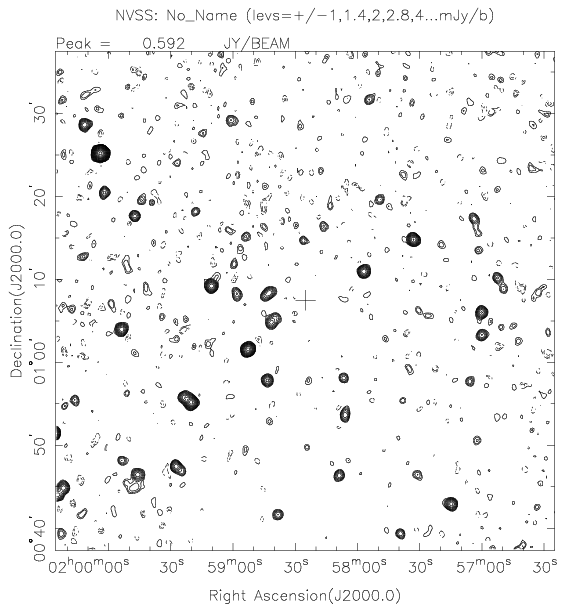 NVSS: No_Name (levs=+/−1,1.4,2,2.8,4...mJy/b)
Peak = 0.592 JY/BEAM
30'
20'
10'
01°00'
50'
00°40'
Declination(J2000.0)
02ʰ00ᵐ00ˢ 30ˢ 59ᵐ00ˢ 30ˢ 58ᵐ00ˢ 30ˢ 57ᵐ00ˢ 30ˢ
Right Ascension(J2000.0)